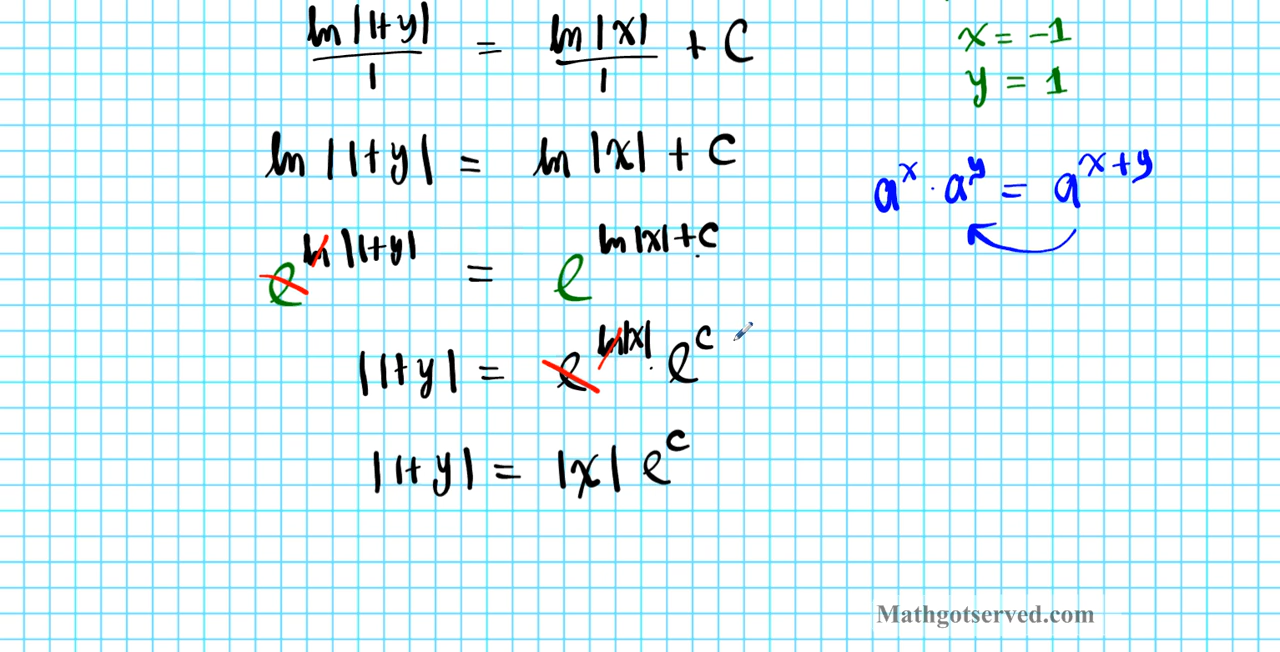 ln|1+y|/1 = ln|x|/1 + C
x = -1
y = 1
ln|1+y| = ln|x| + C
a^x · a^y = a^(x+y)
e^(ln|1+y|) = e^(ln|x|+C)
|1+y| = e^(ln|x|) · e^C
|1+y| = |x| e^C
Mathgotserved.com